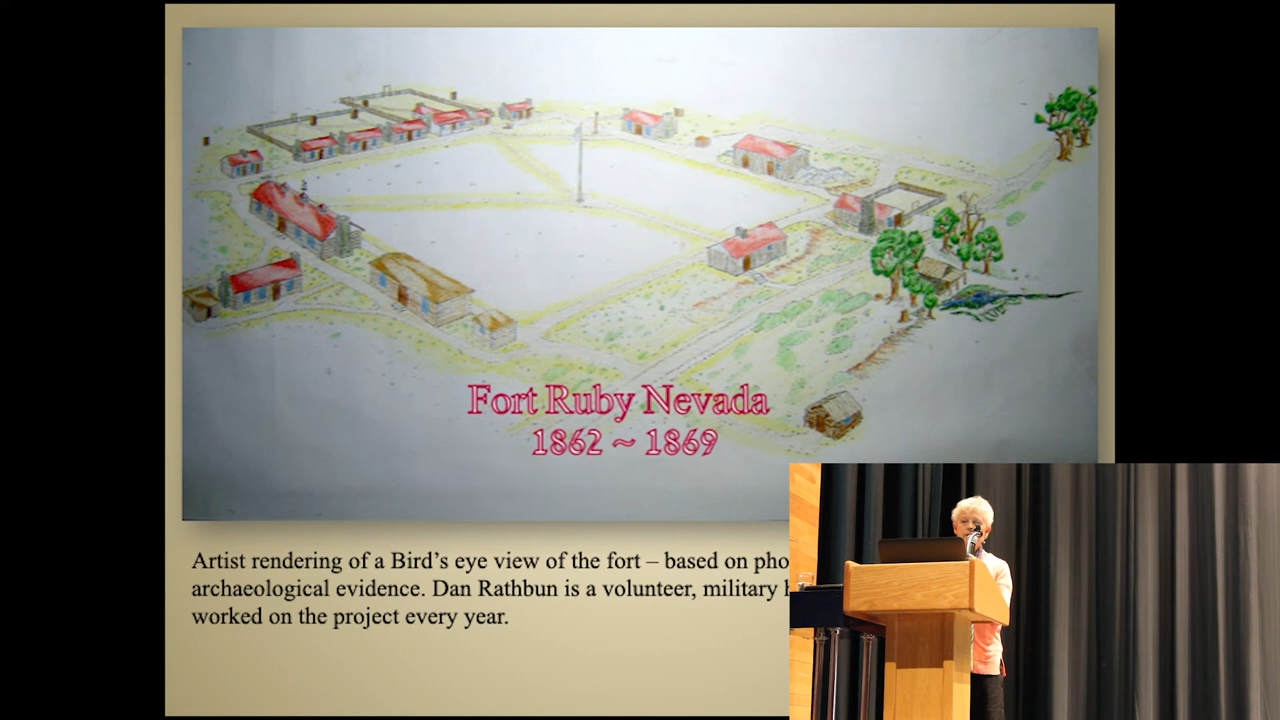 Fort Ruby Nevada
1862 ~ 1869
Artist rendering of a Bird's eye view of the fort – based on
archaeological evidence. Dan Rathbun is a volunteer, military
worked on the project every year.